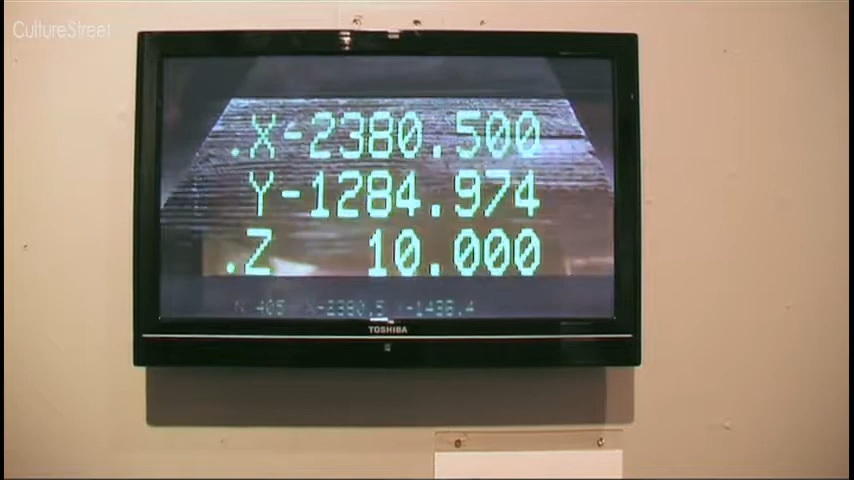 CultureStreet
.X-2380.500
Y-1284.974
.Z 10.000
TOSHIBA